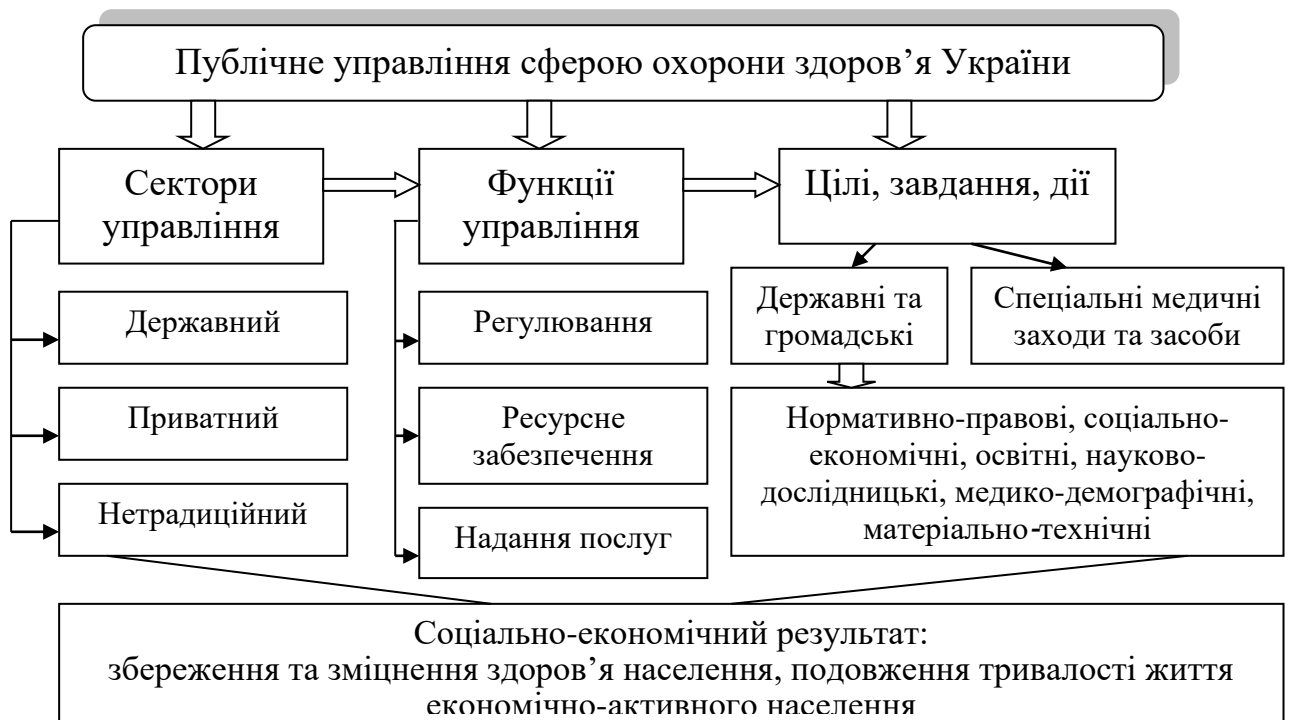 Публічне управління сферою охорони здоров’я України
Сектори
управління
Функції
управління
Цілі, завдання, дії
Державний
Приватний
Нетрадиційний
Регулювання
Ресурсне
забезпечення
Надання послуг
Державні та
громадські
Спеціальні медичні
заходи та засоби
Нормативно-правові, соціально-
економічні, освітні, науково-
дослідницькі, медико-демографічні,
матеріально-технічні
Соціально-економічний результат:
збереження та зміцнення здоров’я населення, подовження тривалості життя
економічно-активного населення